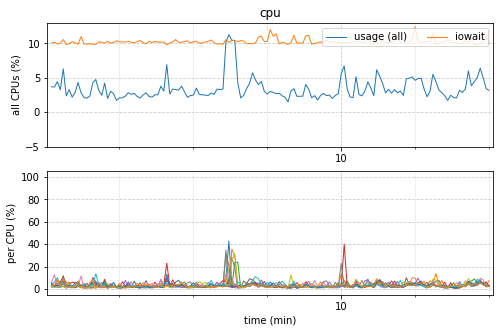 cpu
usage (all) iowait
all CPUs (%)
10
5
0
−5
10
per CPU (%)
100
80
60
40
20
0
10
time (min)